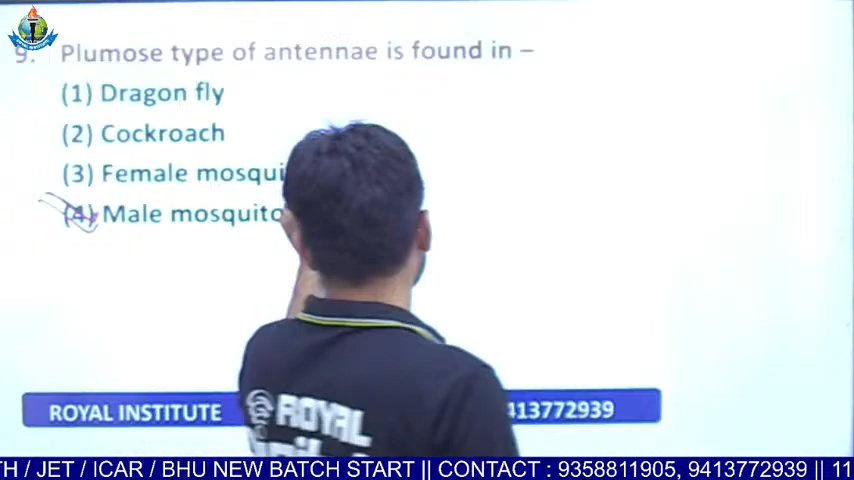 9. Plumose type of antennae is found in –
(1) Dragon fly
(2) Cockroach
(3) Female mosqui
(4) Male mosquito
ROYAL INSTITUTE
413772939
ROYAL
TH / JET / ICAR / BHU NEW BATCH START || CONTACT : 9358811905, 9413772939 || 11